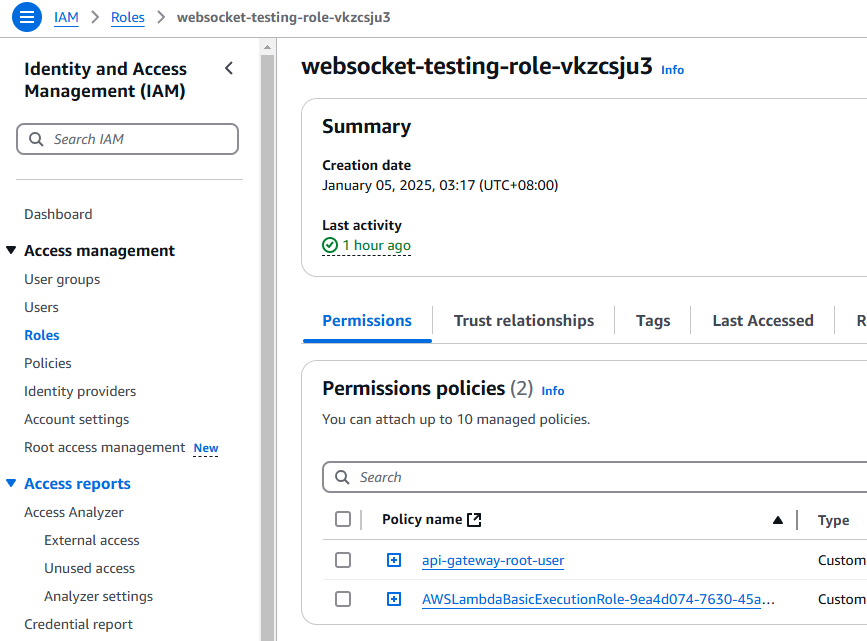 IAM > Roles > websocket-testing-role-vkzcsju3
Identity and Access
Management (IAM)
Search IAM
Dashboard
Access management
User groups
Users
Roles
Policies
Identity providers
Account settings
Root access management New
Access reports
Access Analyzer
External access
Unused access
Analyzer settings
Credential report
websocket-testing-role-vkzcsju3 Info
Summary
Creation date
January 05, 2025, 03:17 (UTC+08:00)
Last activity
1 hour ago
Permissions Trust relationships Tags Last Accessed R
Permissions policies (2) Info
You can attach up to 10 managed policies.
Search
Policy name Type
api-gateway-root-user Custom
AWSLambdaBasicExecutionRole-9ea4d074-7630-45a... Custom